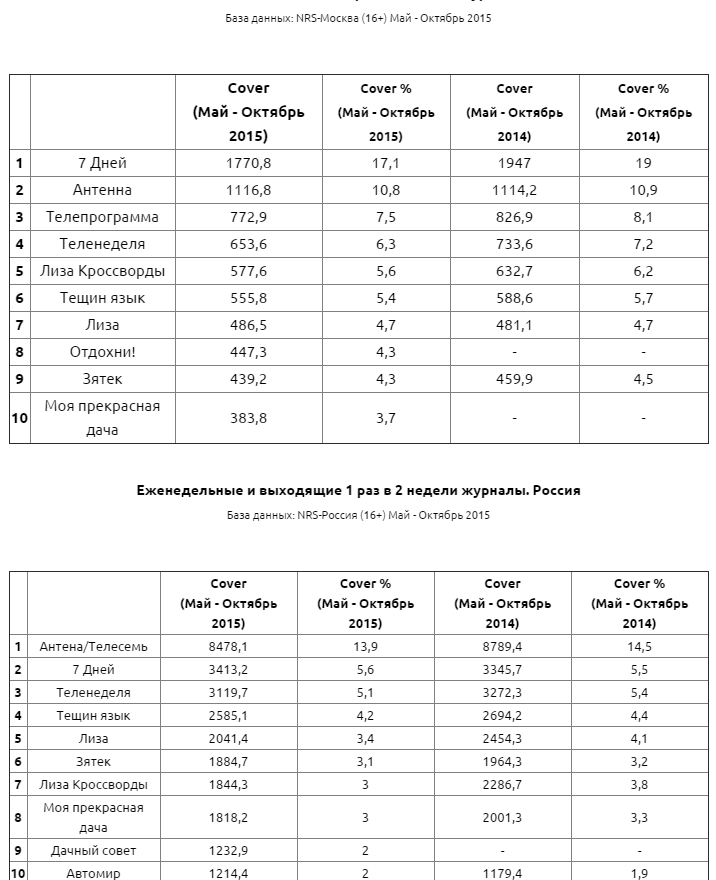 База данных: NRS-Москва (16+) Май - Октябрь 2015
Cover (Май - Октябрь 2015) Cover % (Май - Октябрь 2015) Cover (Май - Октябрь 2014) Cover % (Май - Октябрь 2014)
1 7 Дней 1770,8 17,1 1947 19
2 Антенна 1116,8 10,8 1114,2 10,9
3 Телепрограмма 772,9 7,5 826,9 8,1
4 Теленеделя 653,6 6,3 733,6 7,2
5 Лиза Кроссворды 577,6 5,6 632,7 6,2
6 Тещин язык 555,8 5,4 588,6 5,7
7 Лиза 486,5 4,7 481,1 4,7
8 Отдохни! 447,3 4,3 - -
9 Зятек 439,2 4,3 459,9 4,5
10 Моя прекрасная дача 383,8 3,7 - -
Еженедельные и выходящие 1 раз в 2 недели журналы. Россия
База данных: NRS-Россия (16+) Май - Октябрь 2015
Cover (Май - Октябрь 2015) Cover % (Май - Октябрь 2015) Cover (Май - Октябрь 2014) Cover % (Май - Октябрь 2014)
1 Антена/Телесемь 8478,1 13,9 8789,4 14,5
2 7 Дней 3413,2 5,6 3345,7 5,5
3 Теленеделя 3119,7 5,1 3272,3 5,4
4 Тещин язык 2585,1 4,2 2694,2 4,4
5 Лиза 2041,4 3,4 2454,3 4,1
6 Зятек 1884,7 3,1 1964,3 3,2
7 Лиза Кроссворды 1844,3 3 2286,7 3,8
8 Моя прекрасная дача 1818,2 3 2001,3 3,3
9 Дачный совет 1232,9 2 - -
10 Автомир 1214,4 2 1179,4 1,9